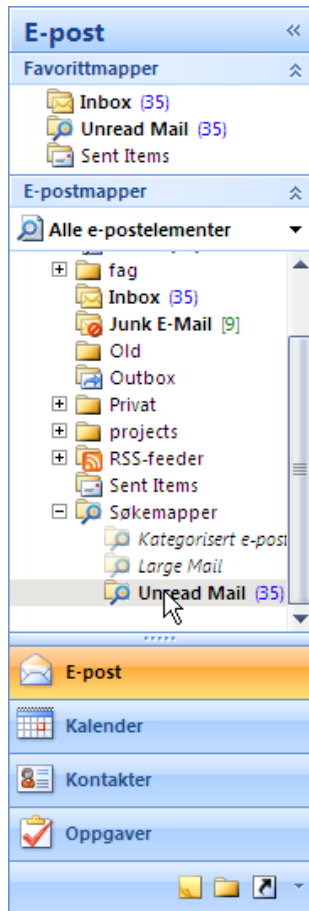 E-post
Favorittmapper
Inbox (35)
Unread Mail (35)
Sent Items
E-postmapper
Alle e-postelementer
fag
Inbox (35)
Junk E-Mail [9]
Old
Outbox
Privat
projects
RSS-feeder
Sent Items
Søkemapper
Kategorisert e-post
Large Mail
Unread Mail (35)
E-post
Kalender
Kontakter
Oppgaver